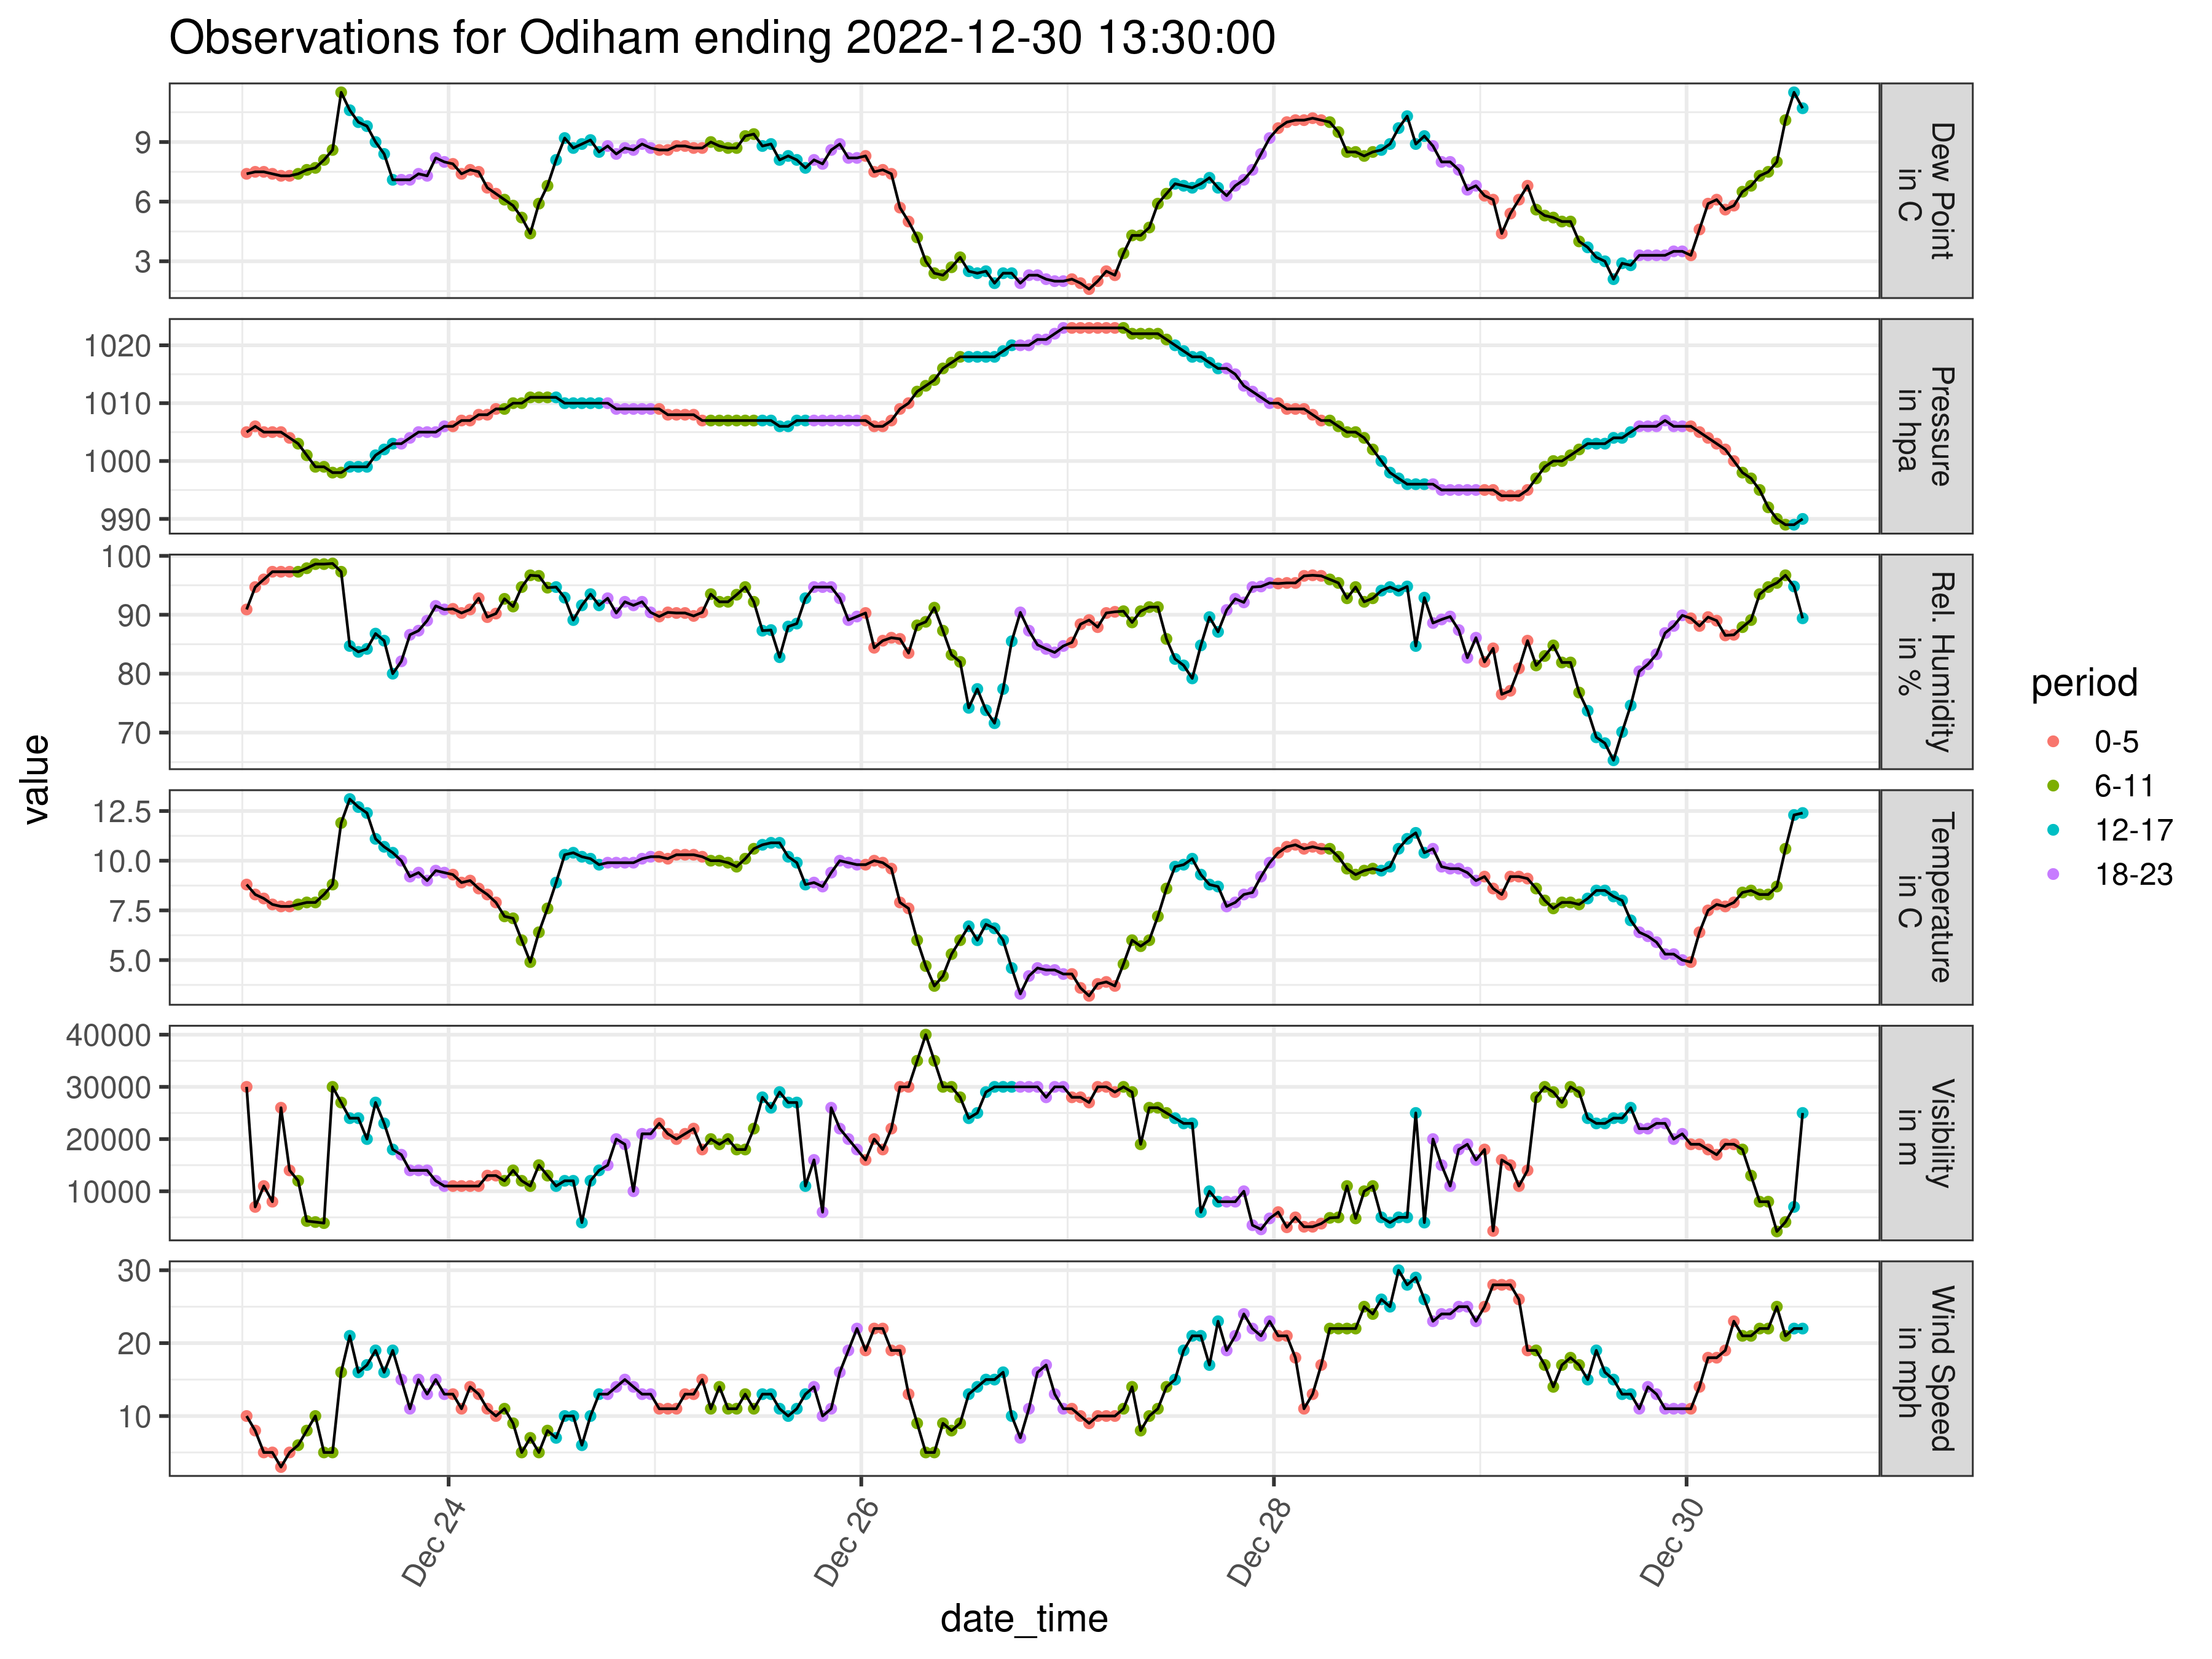 Observations for Odiham ending 2022-12-30 13:30:00
9
6
3
Dew Point
in C
1020
1010
1000
990
Pressure
in hpa
100
90
80
70
Rel. Humidity
in %
12.5
10.0
7.5
5.0
Temperature
in C
40000
30000
20000
10000
Visibility
in m
30
20
10
Wind Speed
in mph
value
Dec 24
Dec 26
Dec 28
Dec 30
date_time
period
0-5
6-11
12-17
18-23